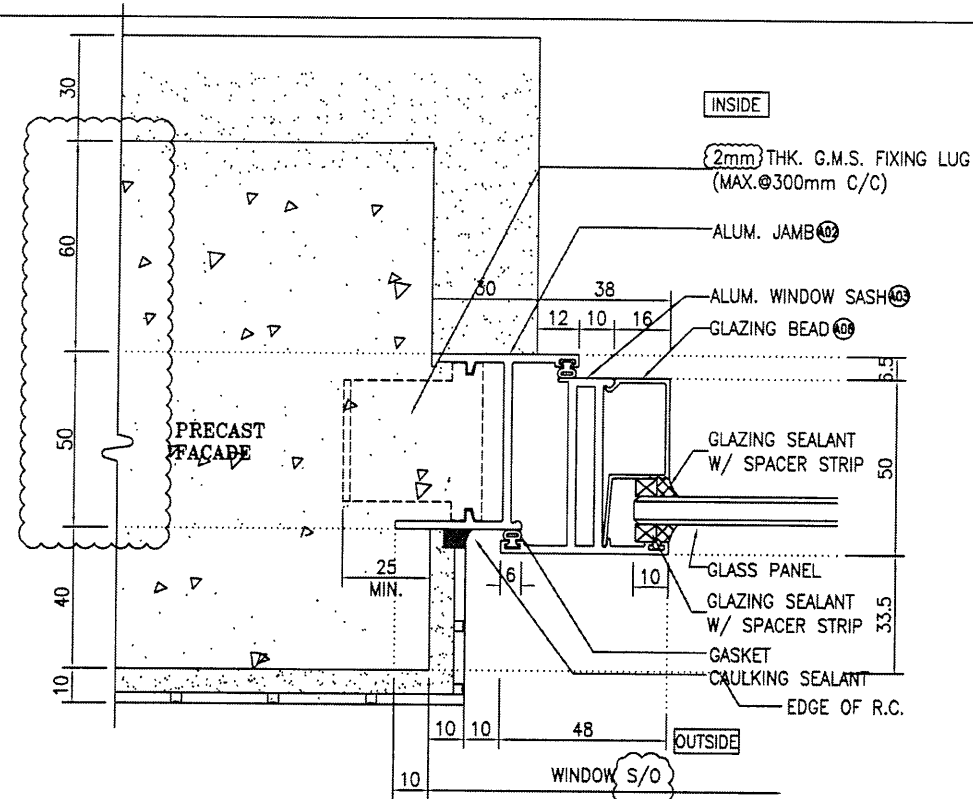 30
60
50
40
10
INSIDE
2mm THK. G.M.S. FIXING LUG
(MAX.@300mm C/C)
ALUM. JAMB A02
30 38
ALUM. WINDOW SASH A03
12 10 16
GLAZING BEAD
5.5
PRECAST
FAÇADE
GLAZING SEALANT
W/ SPACER STRIP
50
25
MIN.
6
10
GLASS PANEL
GLAZING SEALANT
W/ SPACER STRIP
33.5
GASKET
CAULKING SEALANT
EDGE OF R.C.
10 10 48
OUTSIDE
10
WINDOW S/O